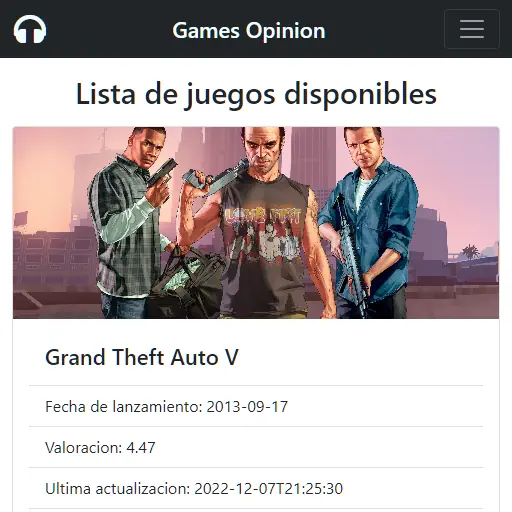 Games Opinion
Lista de juegos disponibles
Grand Theft Auto V
Fecha de lanzamiento: 2013-09-17
Valoracion: 4.47
Ultima actualizacion: 2022-12-07T21:25:30